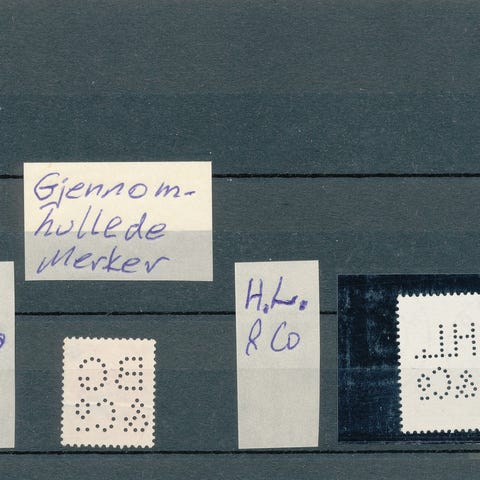 Gjennom-
hullede
Merker
H.L.
& Co